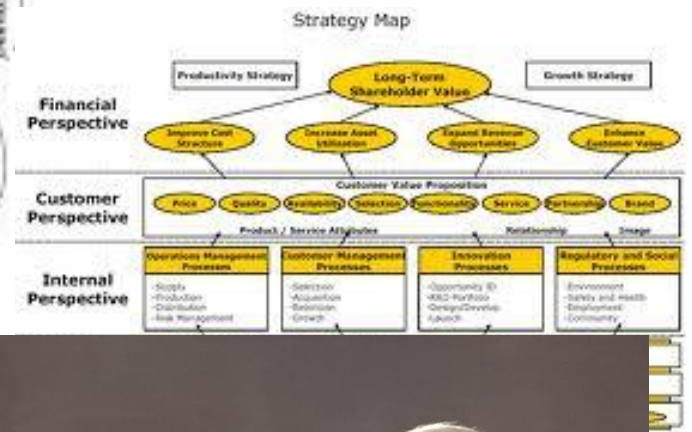 Strategy Map
Productivity Strategy
Growth Strategy
Long-Term
Shareholder Value
Financial
Perspective
Improve Cost
Structure
Increase Asset
Utilisation
Expand Revenue
Opportunities
Enhance
Customer Value
Customer
Perspective
Customer Value Proposition
Price
Quality
Availability
Selection
Functionality
Service
Partnership
Brand
Product / Service Attributes
Relationship
Image
Internal
Perspective
Operations Management
Processes
-Supply
-Production
-Distribution
-Risk Management
Customer Management
Processes
-Selection
-Acquisition
-Retention
-Growth
Innovation
Processes
-Opportunity ID
-R&D Portfolio
-Design/Develop
-Launch
Regulatory and Social
Processes
-Environment
-Safety and Health
-Employment
-Community